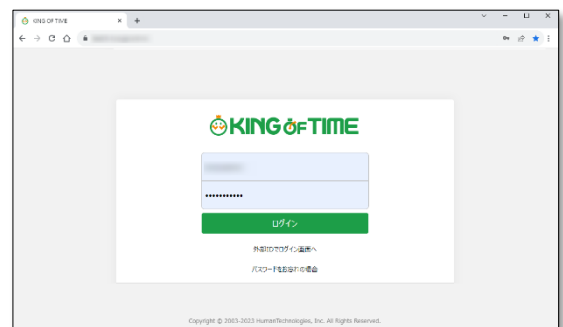 KING OF TIME
KING OF TIME
•••••••••••
ログイン
外部IDでログイン画面へ
パスワードをお忘れの場合
Copyright © 2003-2023 HumanTechnologies, Inc. All Rights Reserved.